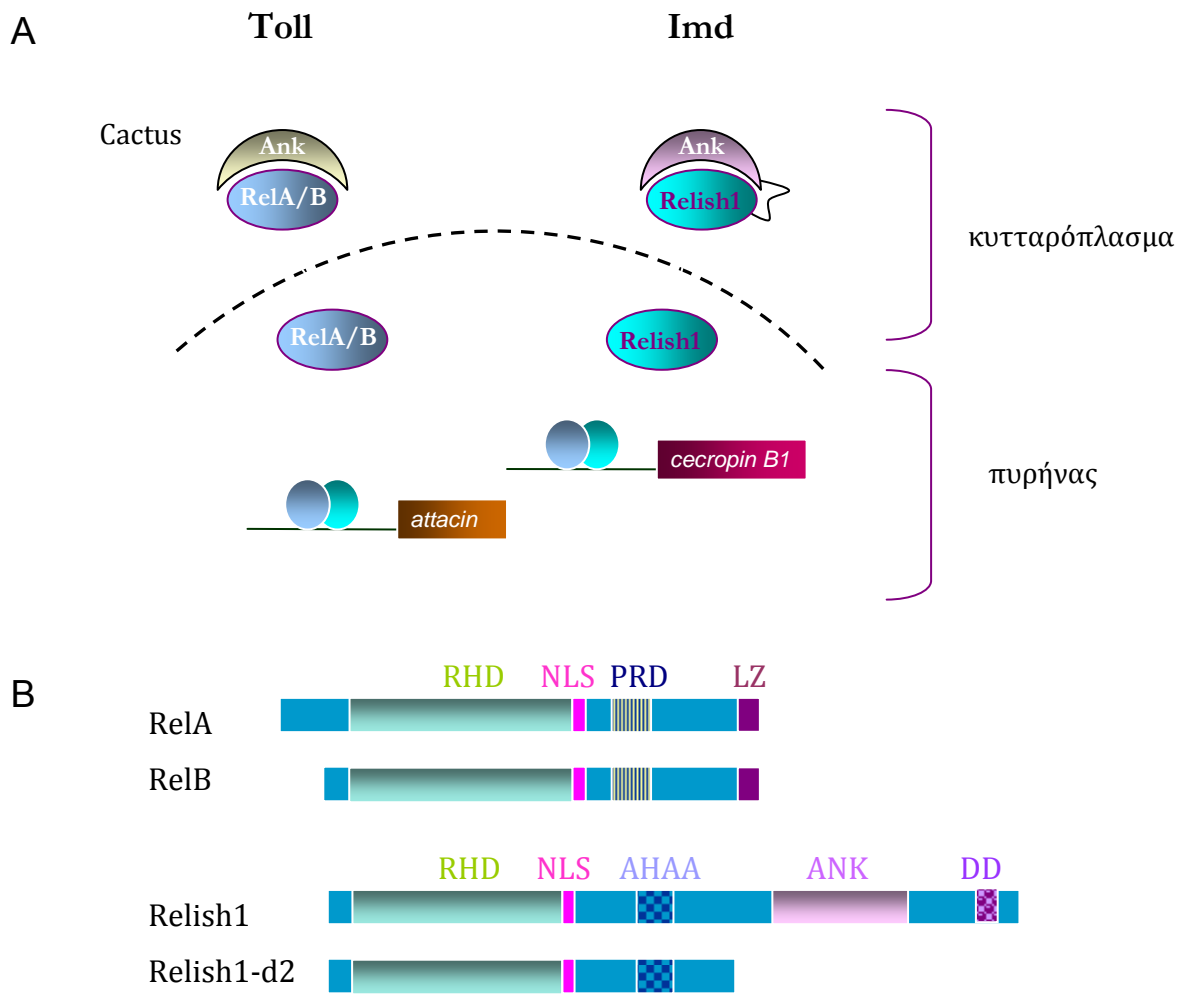 A
Toll
Imd
Cactus
Ank
Ank
RelA/B
Relish1
κυτταρόπλασμα
RelA/B
Relish1
cecropin B1
πυρήνας
attacin
B
RHD NLS PRD LZ
RelA
RelB
RHD NLS AHAA ANK DD
Relish1
Relish1-d2